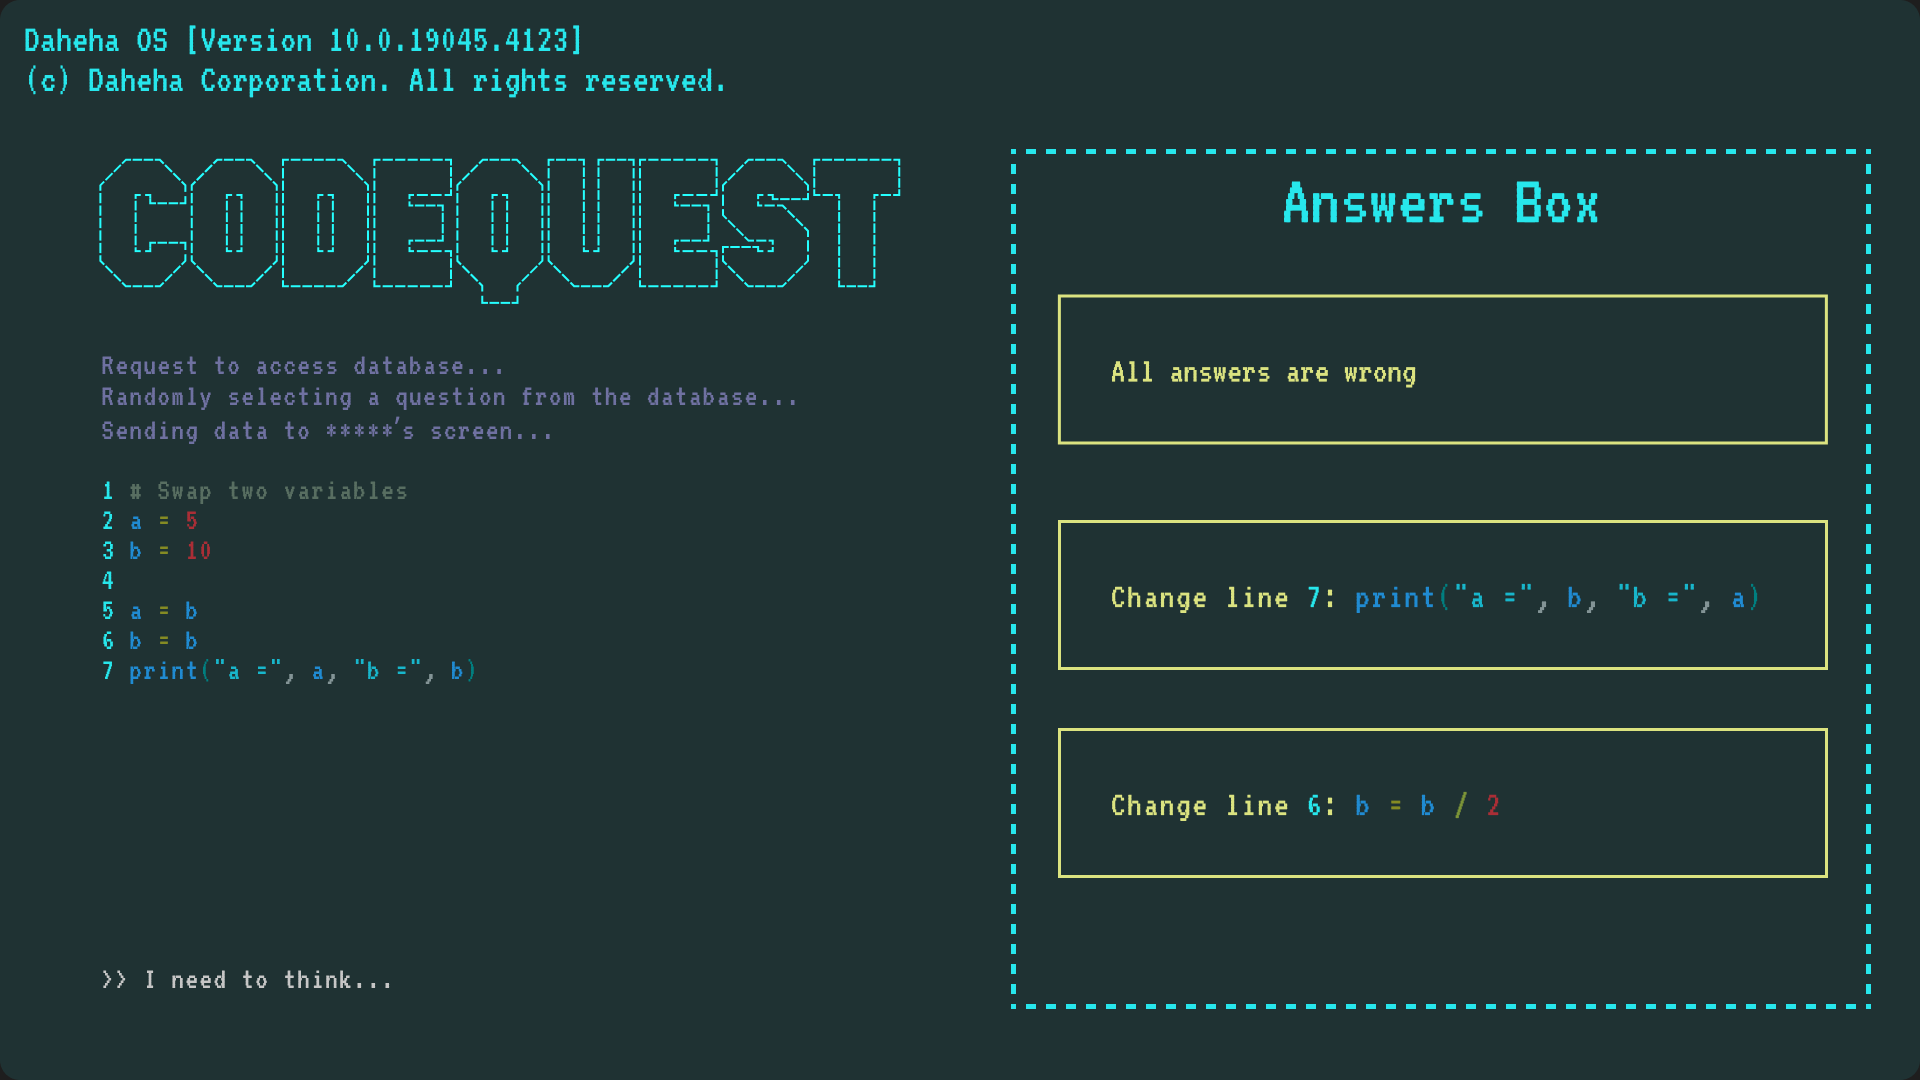 Daheha OS [Version 10.0.19045.4123]
(c) Daheha Corporation. All rights reserved.
CODEQUEST
Request to access database...
Randomly selecting a question from the database...
Sending data to *****'s screen...
1 # Swap two variables
2 a = 5
3 b = 10
4
5 a = b
6 b = b
7 print("a =", a, "b =", b)
>> I need to think...
Answers Box
All answers are wrong
Change line 7: print("a =", b, "b =", a)
Change line 6: b = b / 2